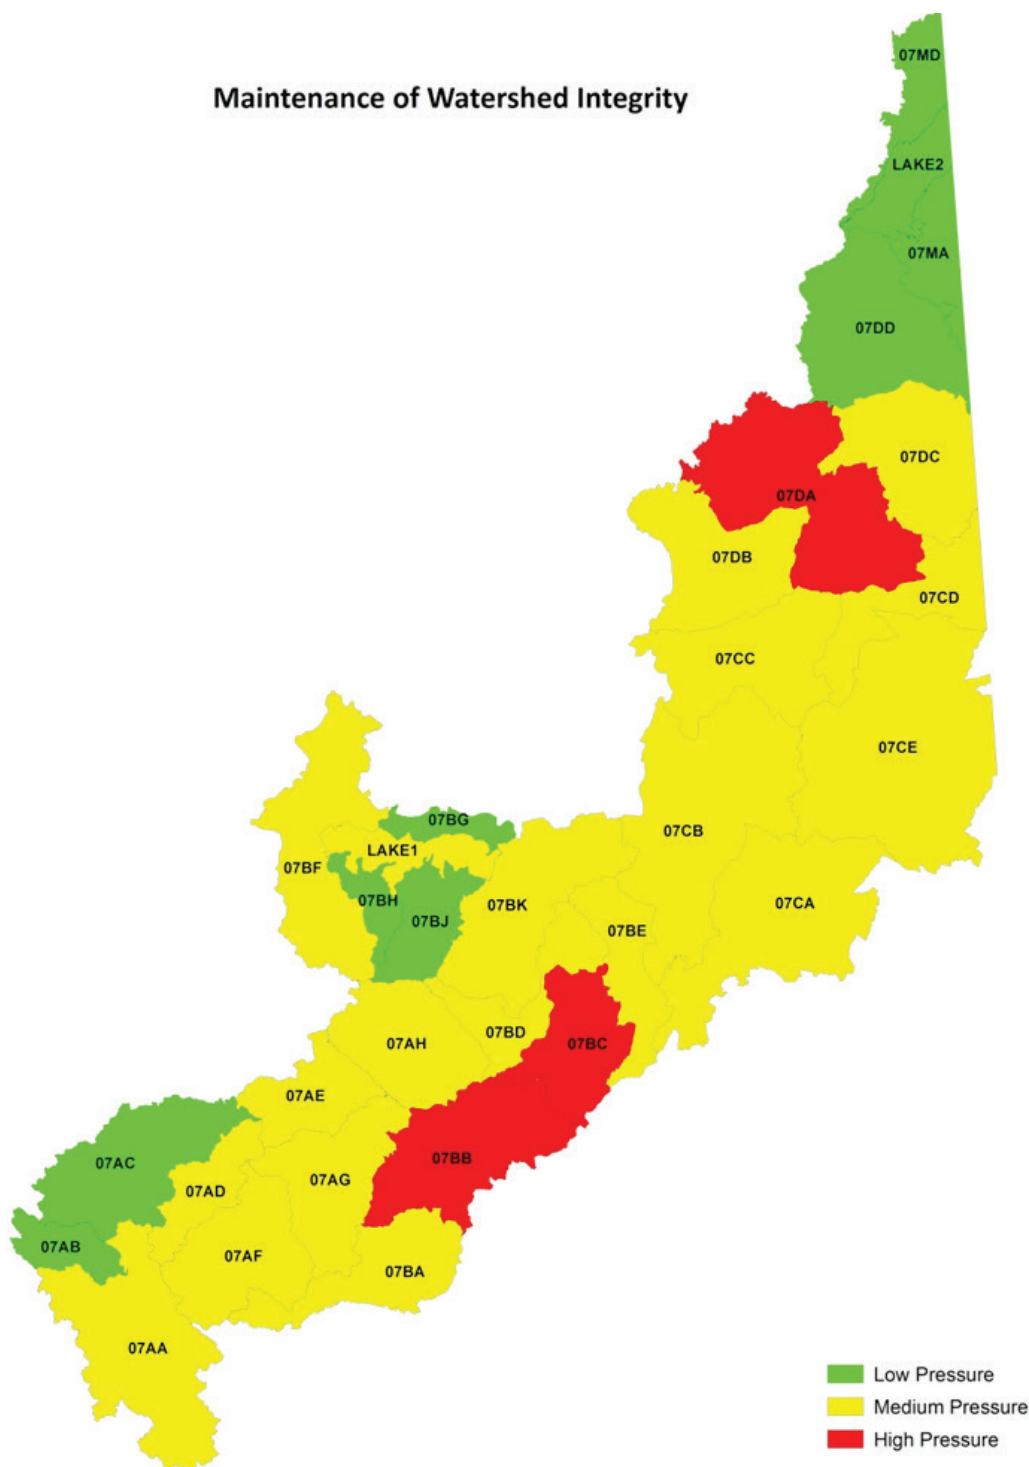 07MD
Maintenance of Watershed Integrity
LAKE2
07MA
07DD
07DC
07DA
07DB
07CD
07CC
07CE
07BG
07CB
LAKE1
07BF
07BH
07BK
07CA
07BJ
07BE
07BD
07AH
07BC
07AE
07BB
07AC
07AG
07AD
07AB
07AF
07BA
07AA
Low Pressure
Medium Pressure
High Pressure